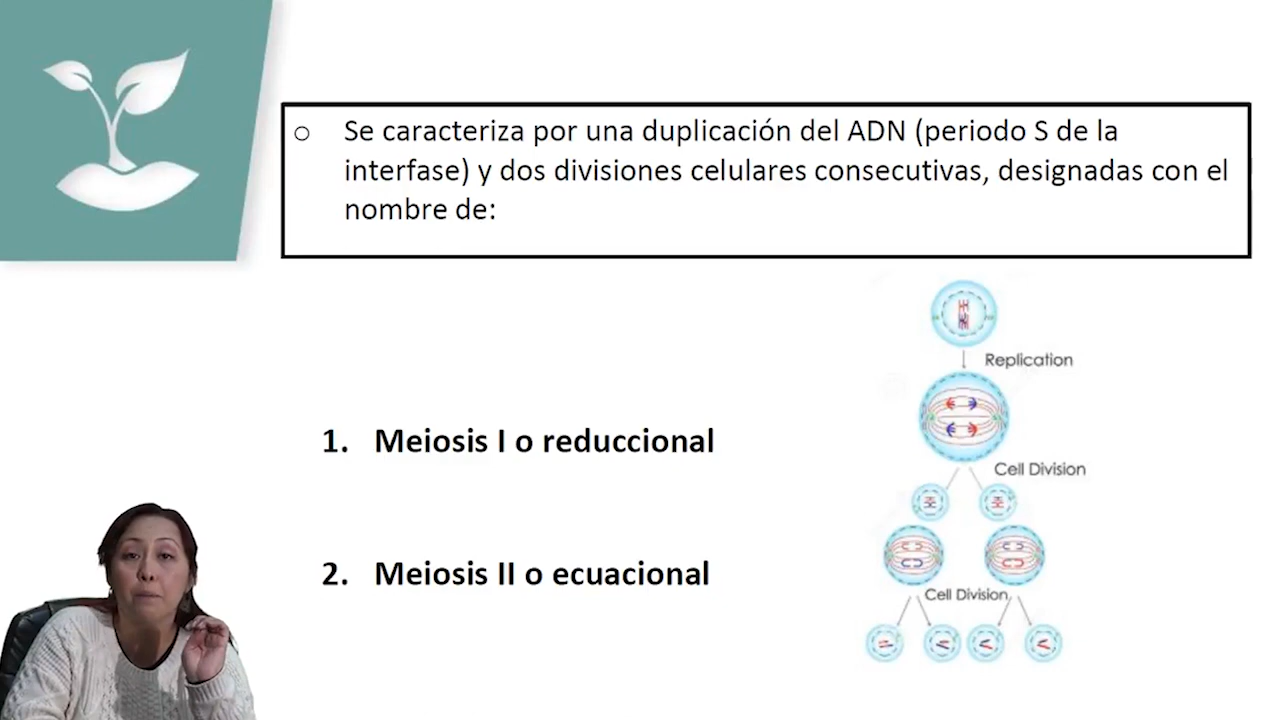 ○ Se caracteriza por una duplicación del ADN (periodo S de la
interfase) y dos divisiones celulares consecutivas, designadas con el
nombre de:
Replication
1. Meiosis I o reduccional
Cell Division
2. Meiosis II o ecuacional
Cell Division